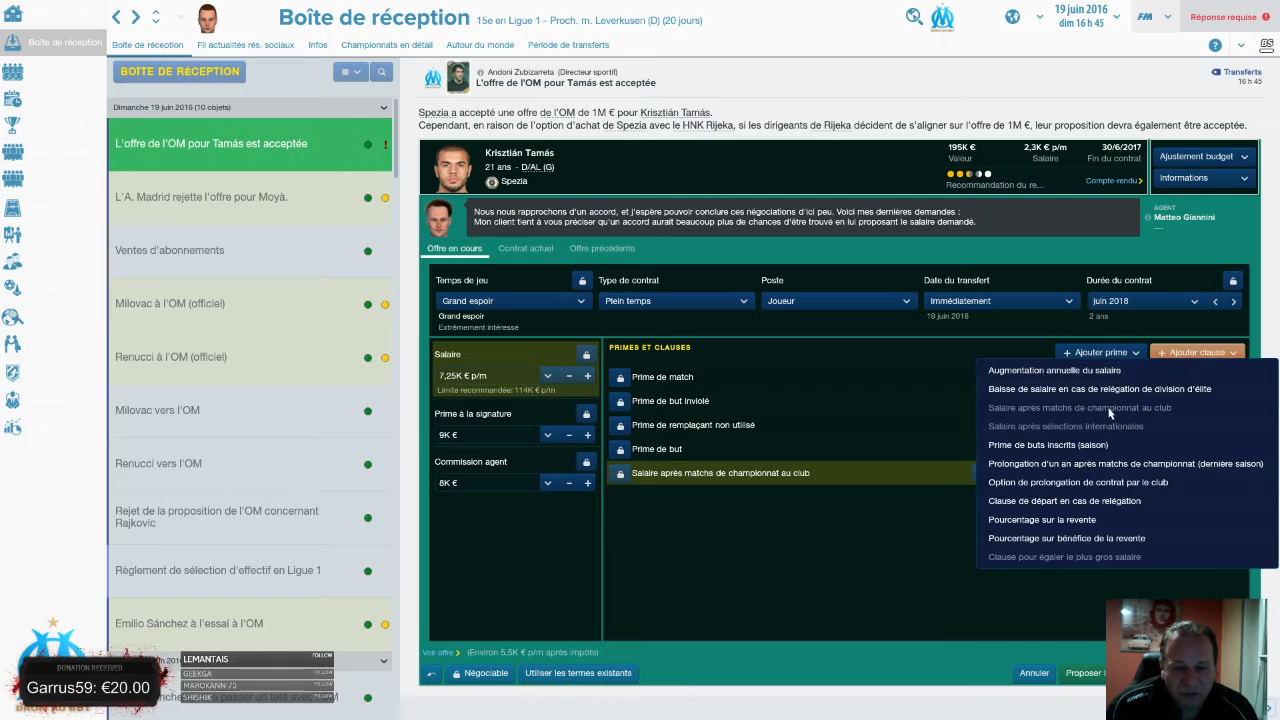 Boîte de réception
15e en Ligue 1 - Proch. m. Leverkusen (D) (20 jours)
19 juin 2016
dim 16 h 45
FM
Réponse requise
Boîte de réception
Boîte de réception
Fil actualités rés. sociaux
Infos
Championnats en détail
Autour du monde
Période de transferts
BOÎTE DE RÉCEPTION
Dimanche 19 juin 2016 (10 objets)
L'offre de l'OM pour Tamás est acceptée
L'A. Madrid rejette l'offre pour Moyà.
Ventes d'abonnements
Milovac à l'OM (officiel)
Renucci à l'OM (officiel)
Milovac vers l'OM
Renucci vers l'OM
Rejet de la proposition de l'OM concernant
Rajkovic
Règlement de sélection d'effectif en Ligue 1
Emilio Sánchez à l'essai à l'OM
Andoni Zubizarreta (Directeur sportif)
L'offre de l'OM pour Tamás est acceptée
Transferts
16 h 45
Spezia a accepté une offre de l'OM de 1M € pour Krisztián Tamás.
Cependant, en raison de l'option d'achat de Spezia avec le HNK Rijeka, si les dirigeants de Rijeka décident de s'aligner sur l'offre de 1M €, leur proposition devra également être acceptée.
Krisztián Tamás
21 ans - D/AL (G)
Spezia
195K €
Valeur
2,3K € p/m
Salaire
30/6/2017
Fin du contrat
Recommandation du re...
Compte-rendu
Ajustement budget
Informations
Nous nous rapprochons d'un accord, et j'espère pouvoir conclure ces négociations d'ici peu. Voici mes dernières demandes :
Mon client tient à vous préciser qu'un accord aurait beaucoup plus de chances d'être trouvé en lui proposant le salaire demandé.
AGENT
Matteo Giannini
Offre en cours
Contrat actuel
Offre précédente
Temps de jeu
Type de contrat
Poste
Date du transfert
Durée du contrat
Grand espoir
Plein temps
Joueur
Immédiatement
juin 2018
Grand espoir
Extrêmement intéressé
19 juin 2016
2 ans
Salaire
7,25K € p/m
Limite recommandée: 114K € p/m
Prime à la signature
9K €
Commission agent
8K €
PRIMES ET CLAUSES
Ajouter prime
Ajouter clause
Prime de match
Prime de but inviolé
Prime de remplaçant non utilisé
Prime de but
Salaire après matchs de championnat au club
Augmentation annuelle du salaire
Baisse de salaire en cas de relégation de division d'élite
Salaire après matchs de championnat au club
Salaire après sélections internationales
Prime de buts inscrits (saison)
Prolongation d'un an après matchs de championnat (dernière saison)
Option de prolongation de contrat par le club
Clause de départ en cas de relégation
Pourcentage sur la revente
Pourcentage sur bénéfice de la revente
Clause pour égaler le plus gros salaire
Voir offre
(Environ 5,5K € p/m après impôts)
Négociable
Utiliser les termes existants
Annuler
Proposer
DONATION RECEIVED
Garrus59: €20.00
LEMANTAIS FOLLOW
GEEKGA FOLLOW
MAROKANN:70 FOLLOW
SHISHIK FOLLOW